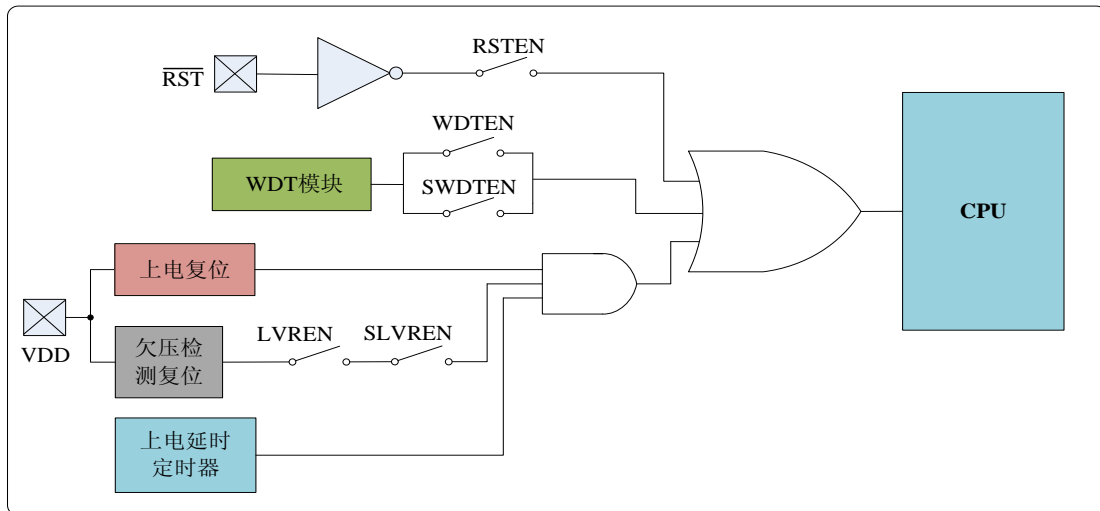 RSTEN
RST
WDTEN
WDT模块
SWDTEN
CPU
上电复位
VDD
LVREN
SLVREN
欠压检
测复位
上电延时
定时器